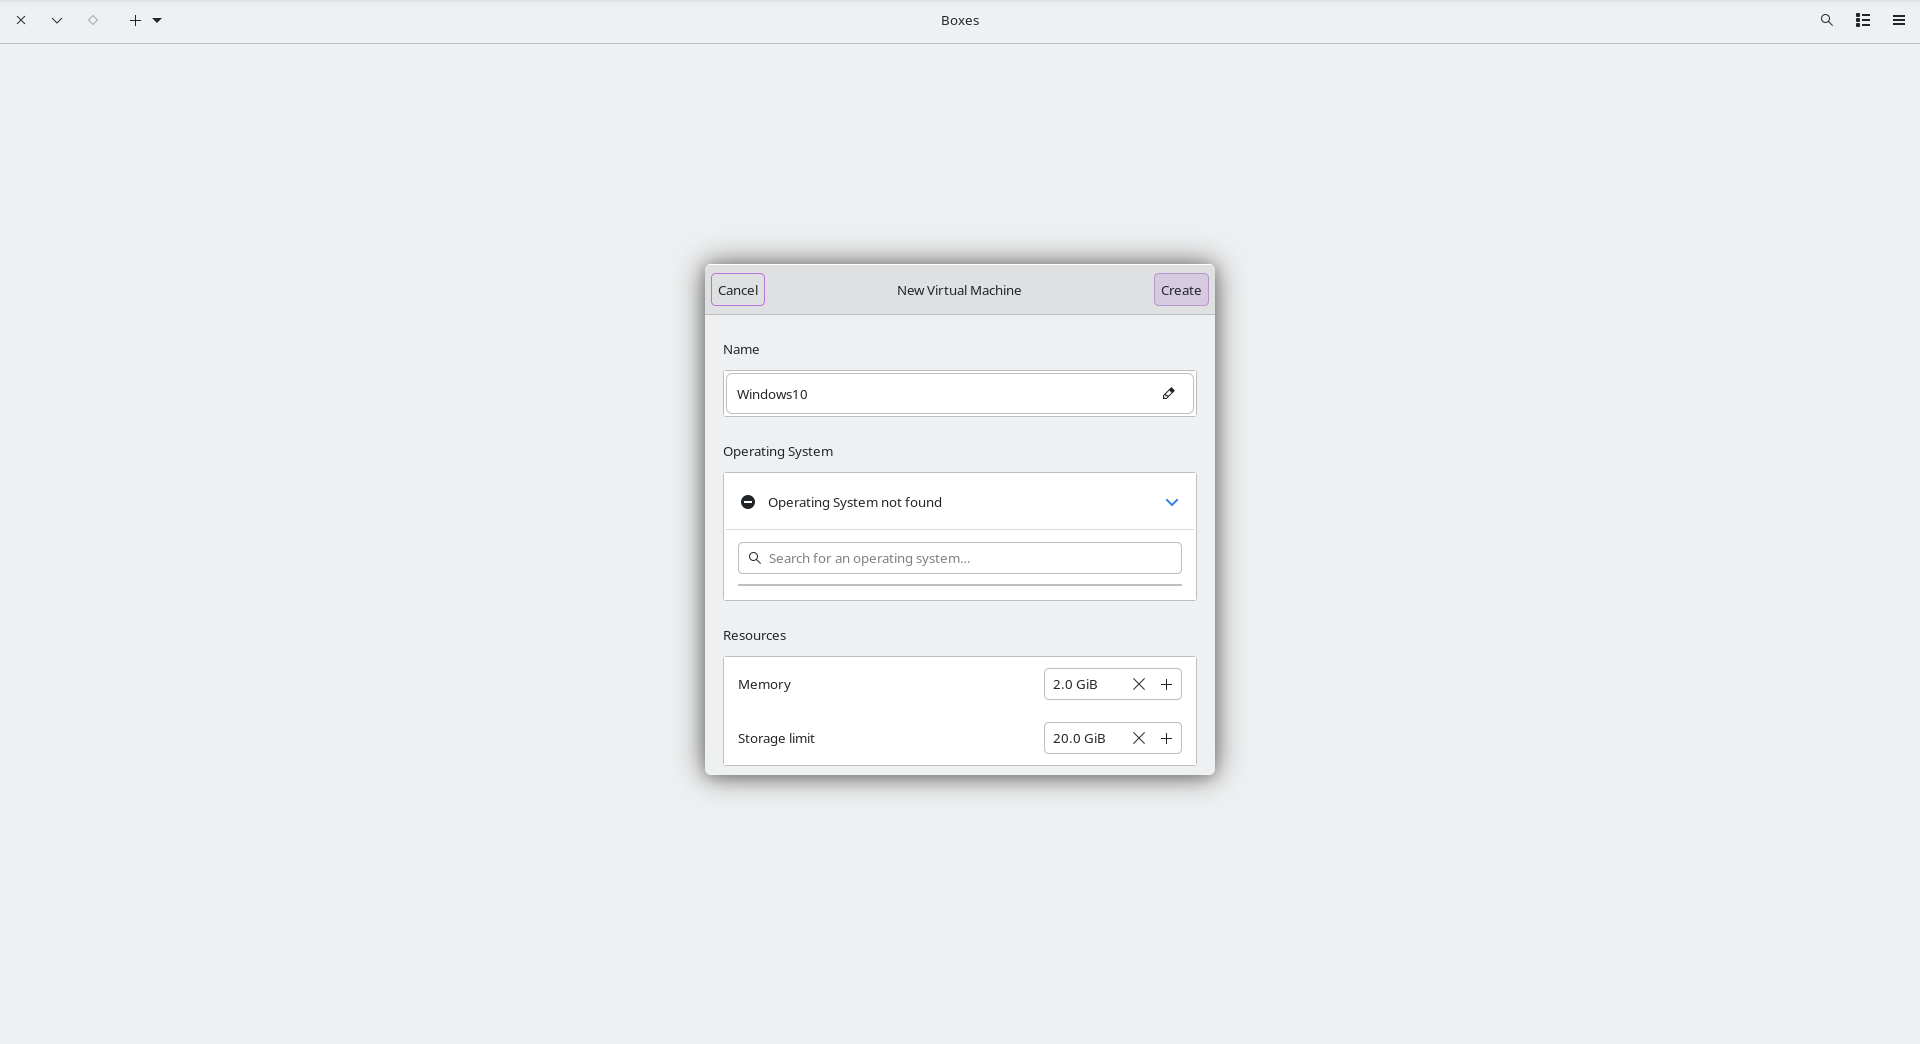 Boxes
Cancel
New Virtual Machine
Create
Name
Windows10
Operating System
Operating System not found
Search for an operating system...
Resources
Memory
2.0 GiB
Storage limit
20.0 GiB